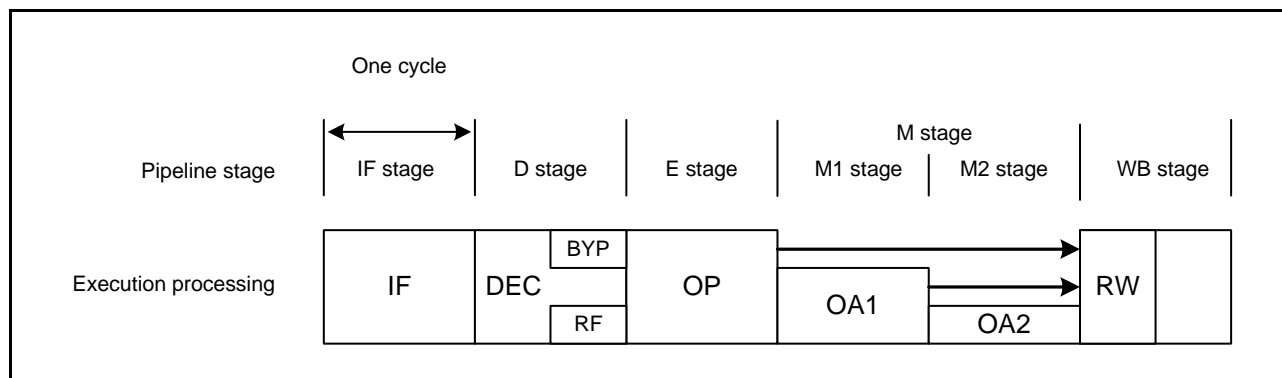 One cycle
M stage
Pipeline stage IF stage D stage E stage M1 stage M2 stage WB stage
BYP
Execution processing IF DEC OP RW
OA1
RF OA2